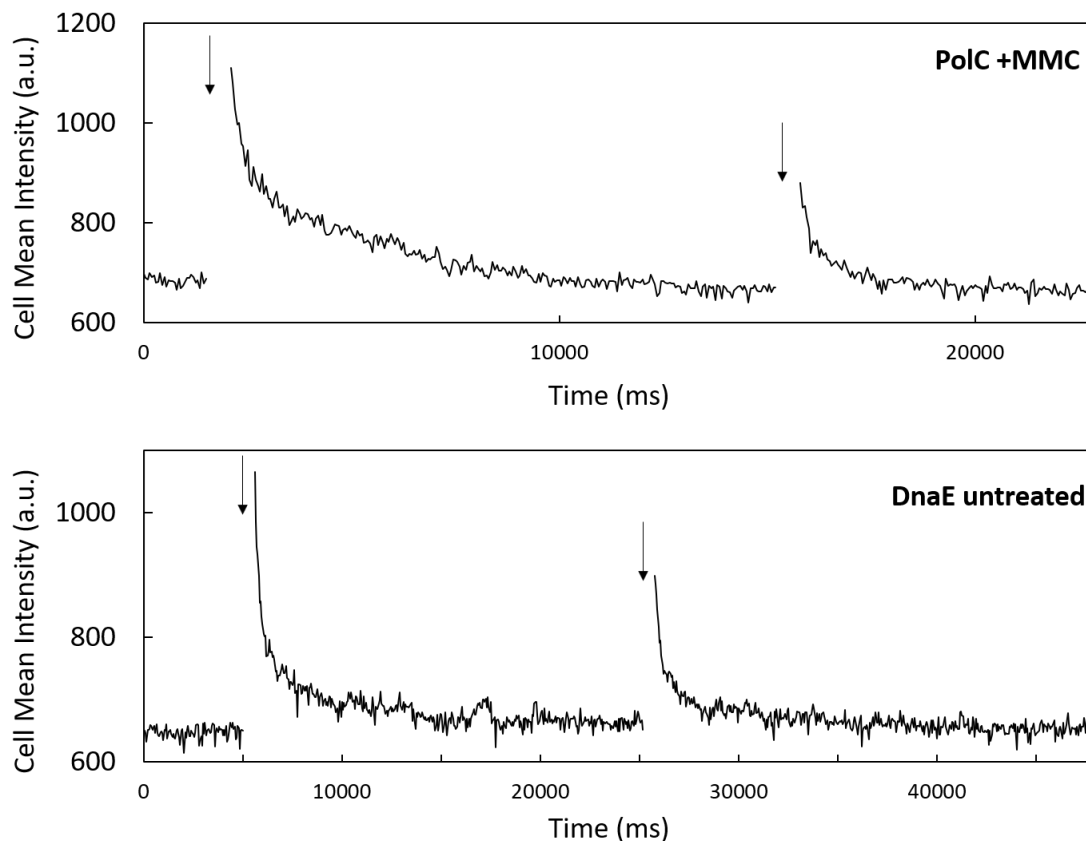 1200
PolC +MMC
1000
800
600
0 10000 20000
Cell Mean Intensity (a.u.)
Time (ms)
DnaE untreated
1000
800
600
0 10000 20000 30000 40000
Cell Mean Intensity (a.u.)
Time (ms)